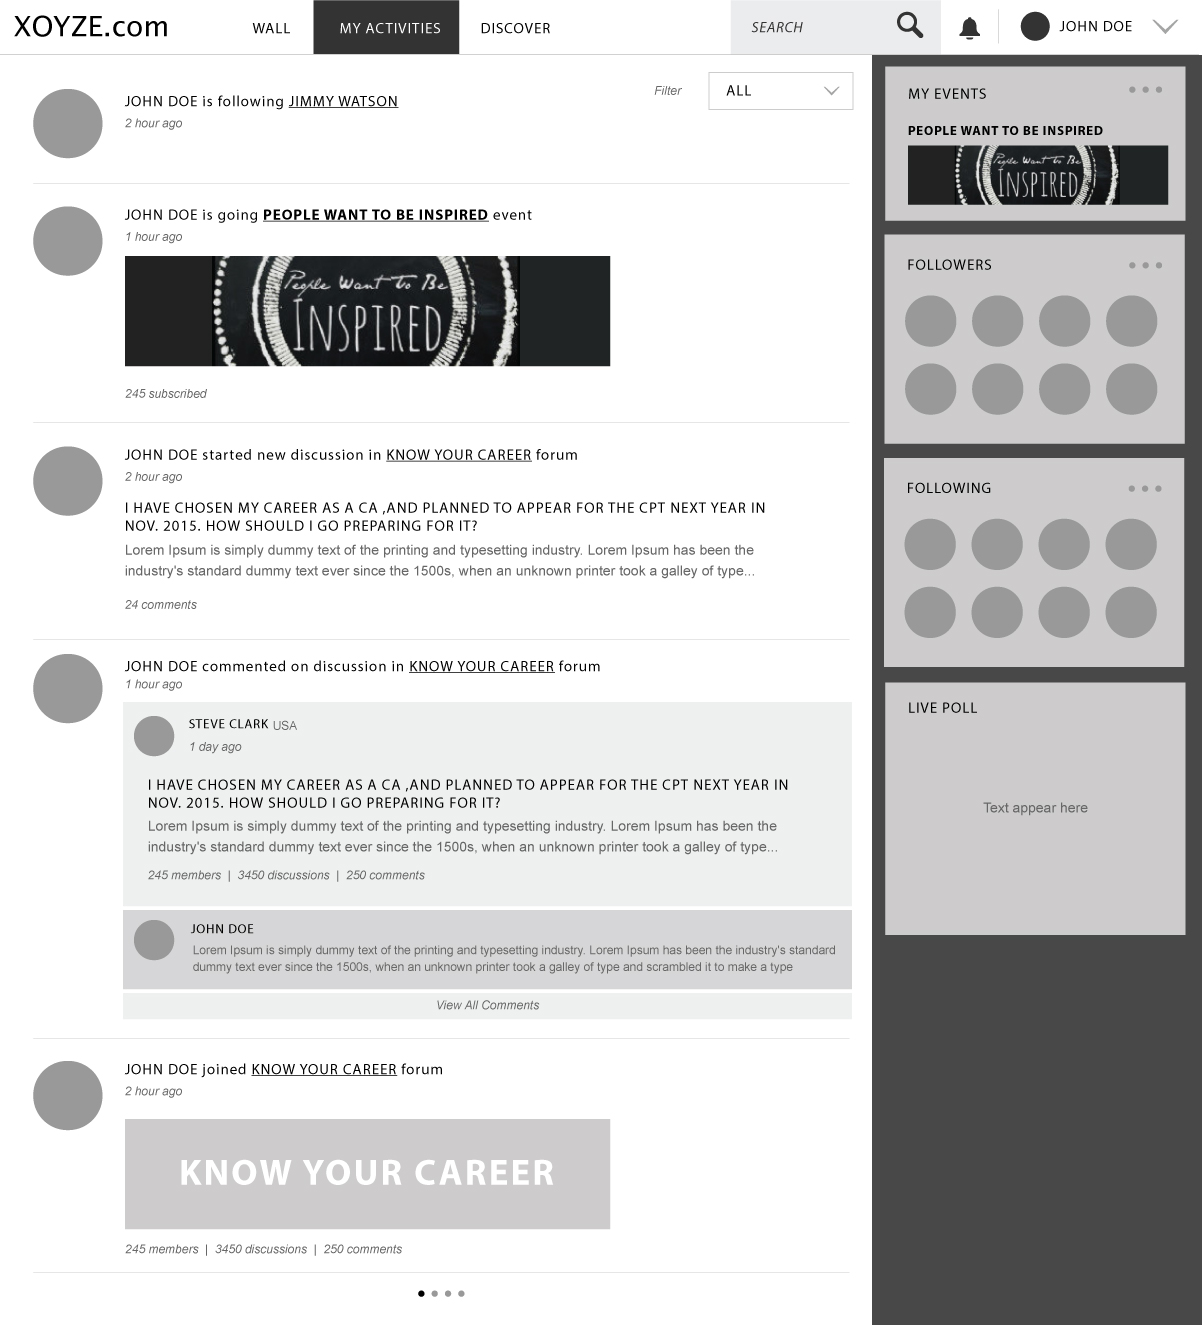 XOYZE.com
WALL
MY ACTIVITIES
DISCOVER
SEARCH
JOHN DOE
JOHN DOE is following JIMMY WATSON
2 hour ago
Filter
ALL
JOHN DOE is going PEOPLE WANT TO BE INSPIRED event
1 hour ago
People Want to Be
INSPIRED
245 subscribed
JOHN DOE started new discussion in KNOW YOUR CAREER forum
2 hour ago
I HAVE CHOSEN MY CAREER AS A CA ,AND PLANNED TO APPEAR FOR THE CPT NEXT YEAR IN
NOV. 2015. HOW SHOULD I GO PREPARING FOR IT?
Lorem Ipsum is simply dummy text of the printing and typesetting industry. Lorem Ipsum has been the
industry's standard dummy text ever since the 1500s, when an unknown printer took a galley of type...
24 comments
JOHN DOE commented on discussion in KNOW YOUR CAREER forum
1 hour ago
STEVE CLARK USA
1 day ago
I HAVE CHOSEN MY CAREER AS A CA ,AND PLANNED TO APPEAR FOR THE CPT NEXT YEAR IN
NOV. 2015. HOW SHOULD I GO PREPARING FOR IT?
Lorem Ipsum is simply dummy text of the printing and typesetting industry. Lorem Ipsum has been the
industry's standard dummy text ever since the 1500s, when an unknown printer took a galley of type...
245 members | 3450 discussions | 250 comments
JOHN DOE
Lorem Ipsum is simply dummy text of the printing and typesetting industry. Lorem Ipsum has been the industry's standard
dummy text ever since the 1500s, when an unknown printer took a galley of type and scrambled it to make a type
View All Comments
JOHN DOE joined KNOW YOUR CAREER forum
2 hour ago
KNOW YOUR CAREER
245 members | 3450 discussions | 250 comments
MY EVENTS
PEOPLE WANT TO BE INSPIRED
People Want to Be
INSPIRED
FOLLOWERS
FOLLOWING
LIVE POLL
Text appear here